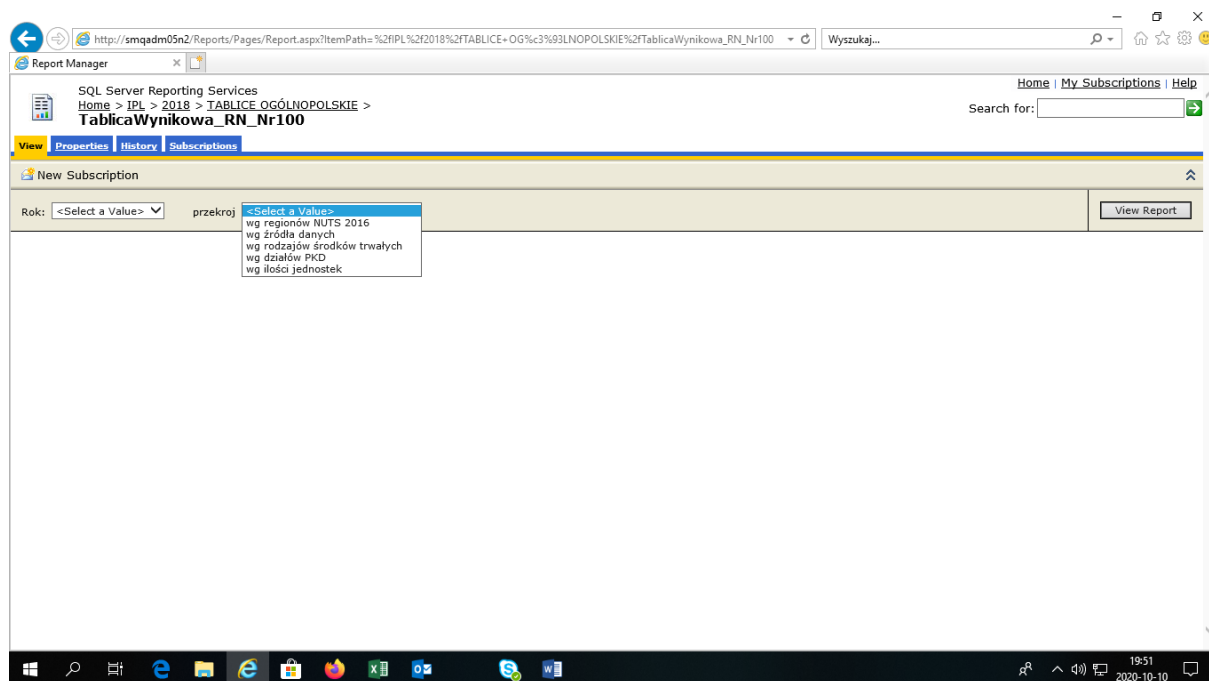 http://smqadm05n2/Reports/Pages/Report.aspx?ItemPath=%2fIPL%2f2018%2fTABLICE+OG%c3%93LNOPOLSKIE%2fTablicaWynikowa_RN_Nr100
Wyszukaj...
Report Manager
Home | My Subscriptions | Help
SQL Server Reporting Services
Home > IPL > 2018 > TABLICE OGÓLNOPOLSKIE >
Search for:
TablicaWynikowa_RN_Nr100
View Properties History Subscriptions
New Subscription
Rok: <Select a Value> przekroj <Select a Value> View Report
wg regionów NUTS 2016
wg źródła danych
wg rodzajów środków trwałych
wg działów PKD
wg ilości jednostek
19:51
2020-10-10